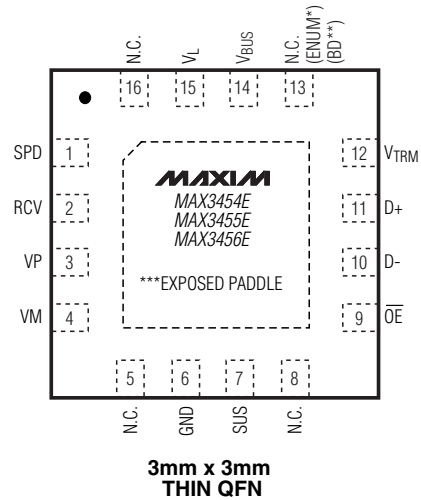 N.C.
VL
VBUS
N.C.
(ENUM*)
(BD**)
16
15
14
13
SPD 1
RCV 2
VP 3
VM 4
12 VTRM
11 D+
10 D-
9 OE
MAXIM
MAX3454E
MAX3455E
MAX3456E
***EXPOSED PADDLE
5
6
7
8
N.C.
GND
SUS
N.C.
3mm x 3mm
THIN QFN